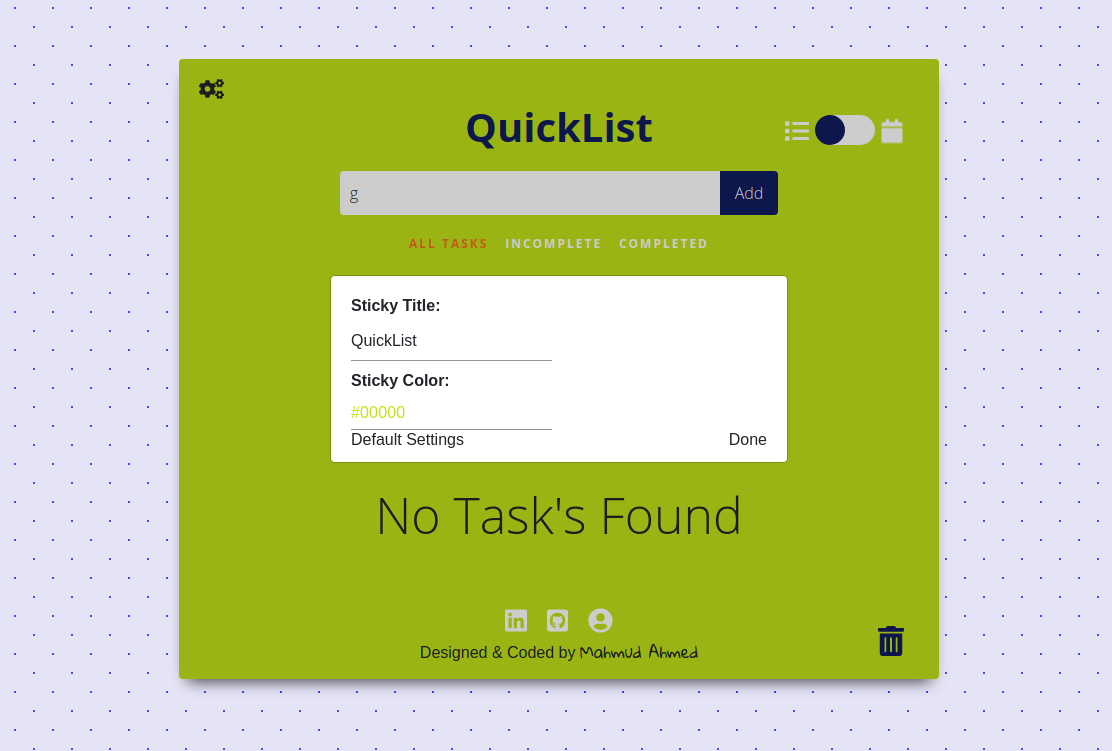 QuickList
g
Add
ALL TASKS INCOMPLETE COMPLETED
Sticky Title:
QuickList
Sticky Color:
#00000
Default Settings
Done
No Task's Found
in
Designed & Coded by Mahmud Ahmed